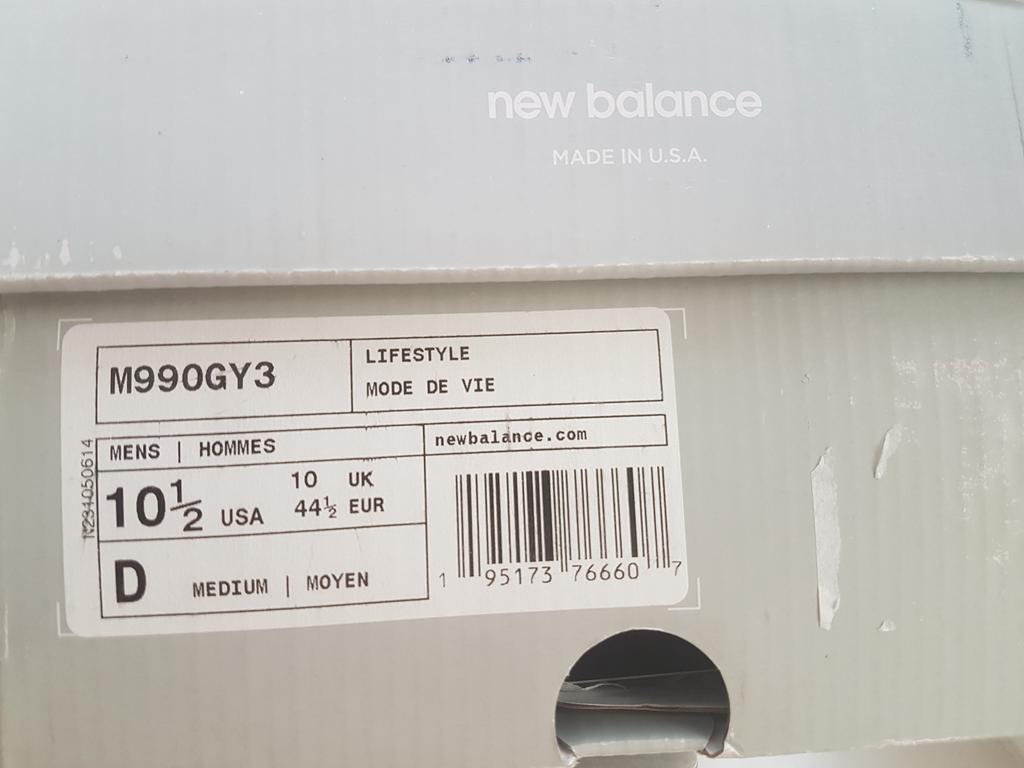 new balance
MADE IN U.S.A.
M990GY3
LIFESTYLE
MODE DE VIE
MENS | HOMMES
newbalance.com
10½ USA
10 UK
44½ EUR
D MEDIUM | MOYEN
1 95173 76660 7